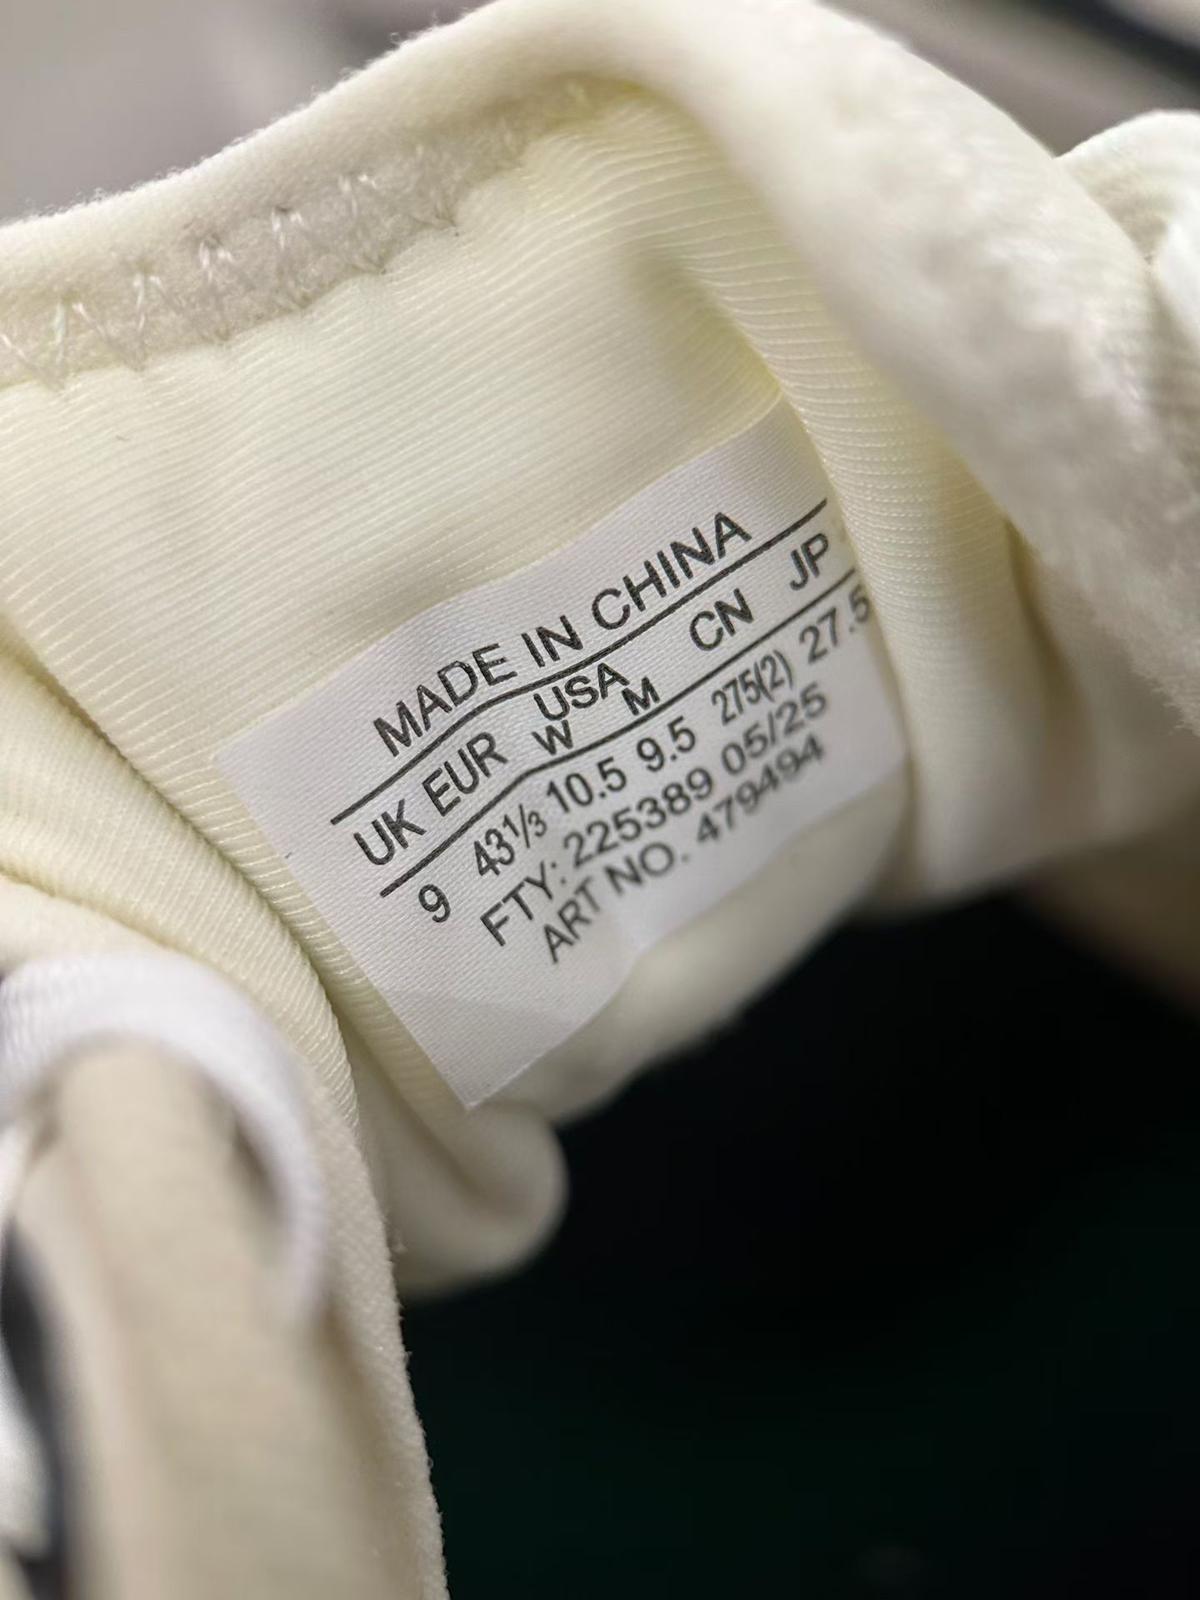 MADE IN CHINA
UK EUR USA CN JP
W M
9 43⅓ 10.5 9.5 275(2) 27.5
FTY: 225389 05/25
ART NO. 479494